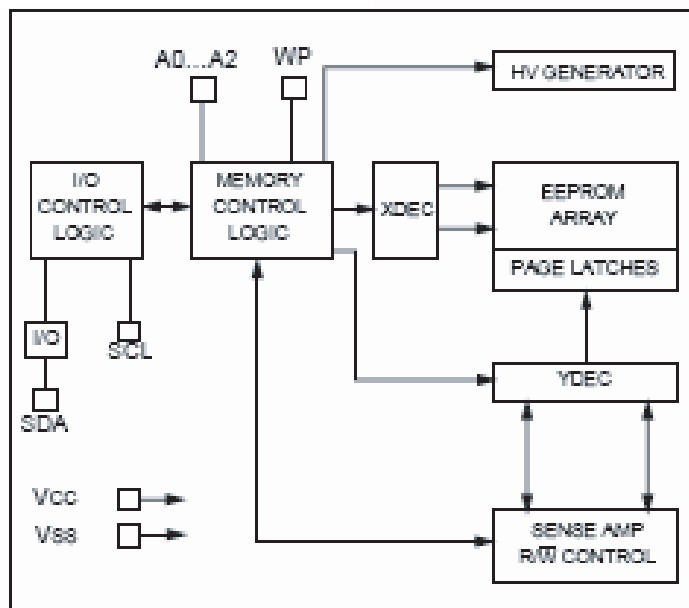 A0...A2
WP
HV GENERATOR
I/O
CONTROL
LOGIC
MEMORY
CONTROL
LOGIC
XDEC
EEPROM
ARRAY
PAGE LATCHES
I/O
SCL
SDA
YDEC
VCC
VSS
SENSE AMP
R/W̅ CONTROL